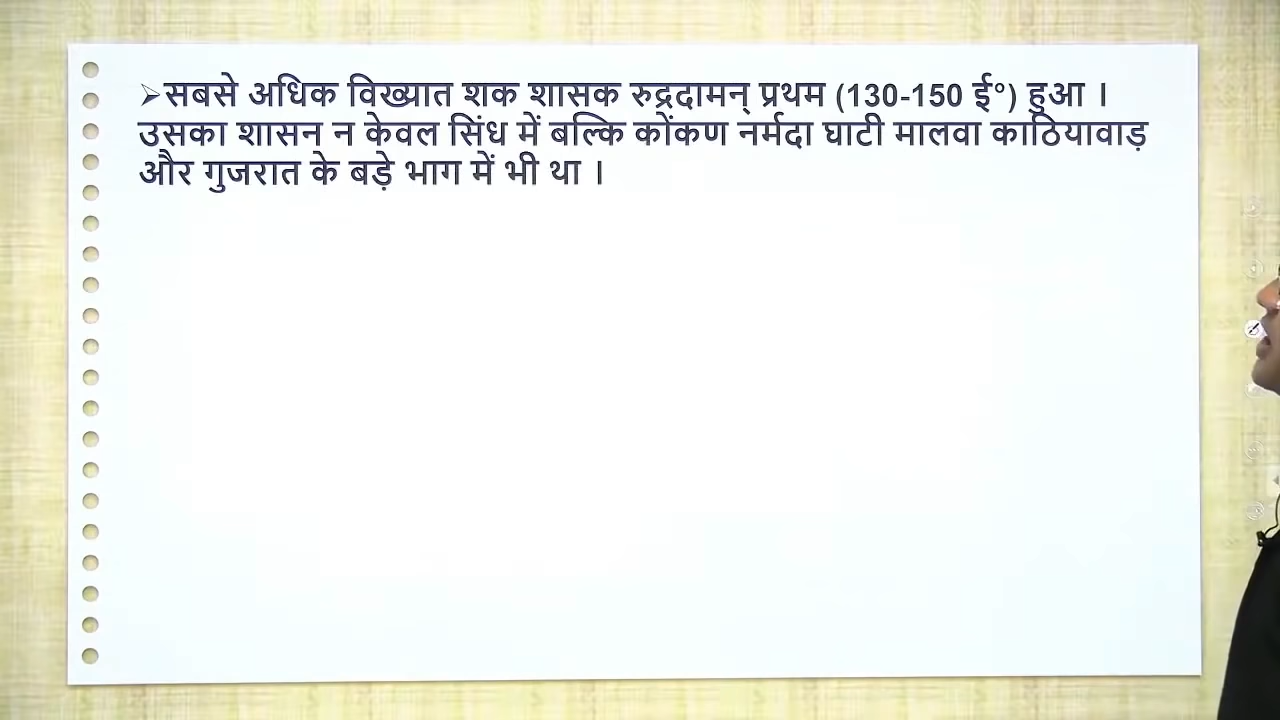 ➢सबसे अधिक विख्यात शक शासक रुद्रदामन् प्रथम (130-150 ई°) हुआ ।
उसका शासन न केवल सिंध में बल्कि कोंकण नर्मदा घाटी मालवा काठियावाड़
और गुजरात के बड़े भाग में भी था ।